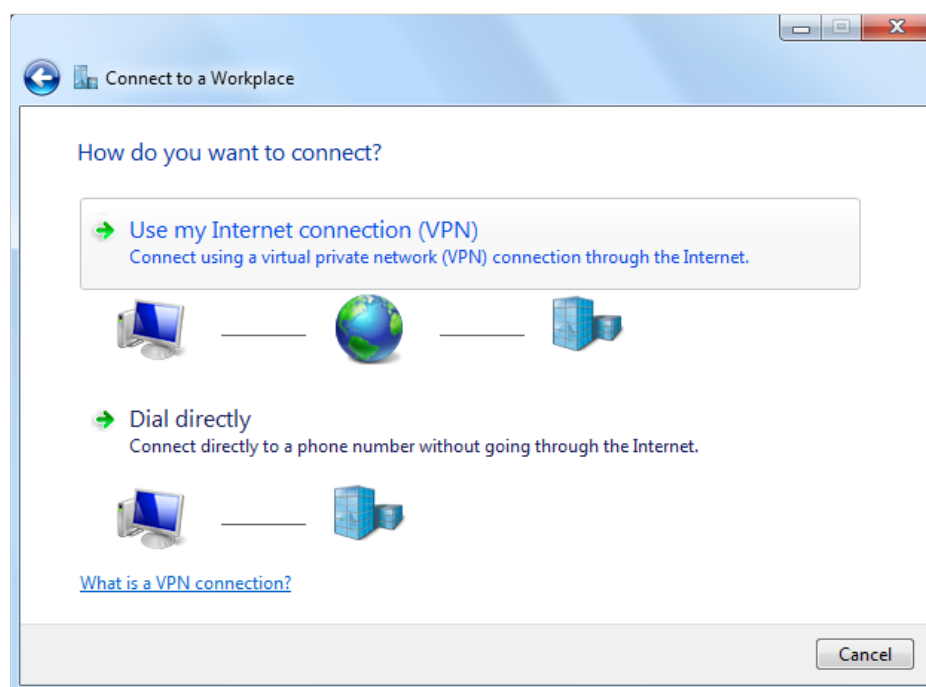 Connect to a Workplace
How do you want to connect?
Use my Internet connection (VPN)
Connect using a virtual private network (VPN) connection through the Internet.
Dial directly
Connect directly to a phone number without going through the Internet.
What is a VPN connection?
Cancel